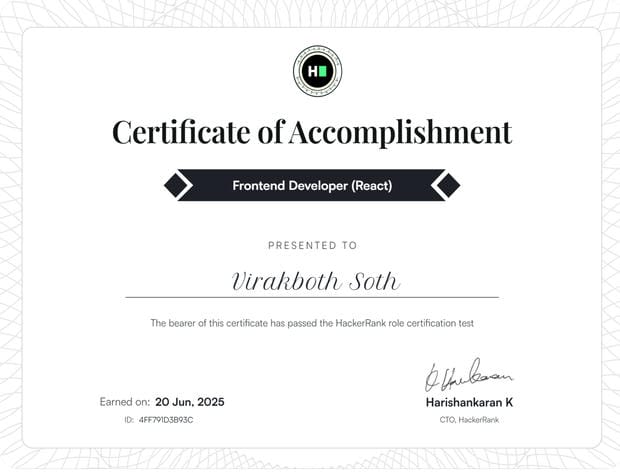 H
Certificate of Accomplishment
Frontend Developer (React)
PRESENTED TO
Virakboth Soth
The bearer of this certificate has passed the HackerRank role certification test
Earned on: 20 Jun, 2025
ID: 4FF791D3B93C
Harishankaran K
CTO, HackerRank